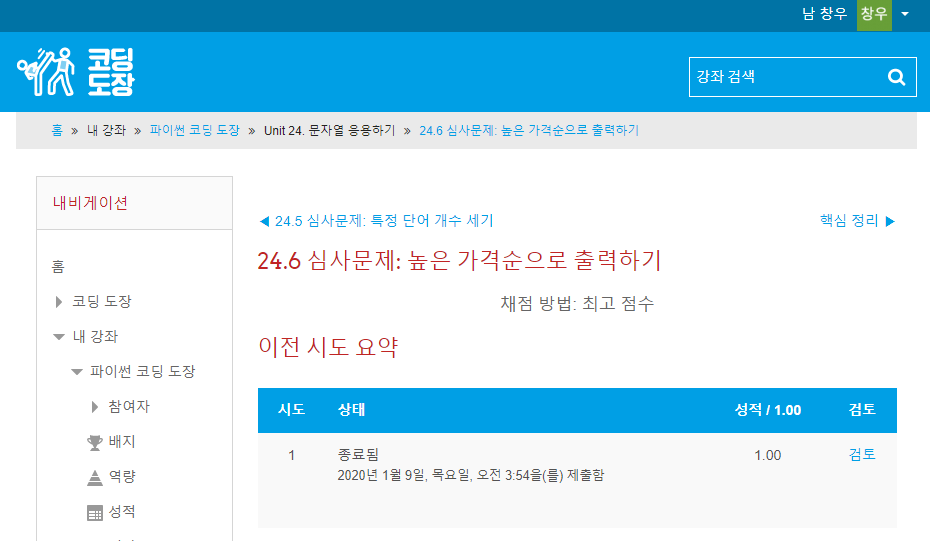 남 창우 창우
코딩
도장
강좌 검색
홈 » 내 강좌 » 파이썬 코딩 도장 » Unit 24. 문자열 응용하기 » 24.6 심사문제: 높은 가격순으로 출력하기
내비게이션
홈
코딩 도장
내 강좌
파이썬 코딩 도장
참여자
배지
역량
성적
◀ 24.5 심사문제: 특정 단어 개수 세기
핵심 정리 ▶
24.6 심사문제: 높은 가격순으로 출력하기
채점 방법: 최고 점수
이전 시도 요약
시도 상태 성적 / 1.00 검토
1 종료됨 1.00 검토
2020년 1월 9일, 목요일, 오전 3:54을(를) 제출함